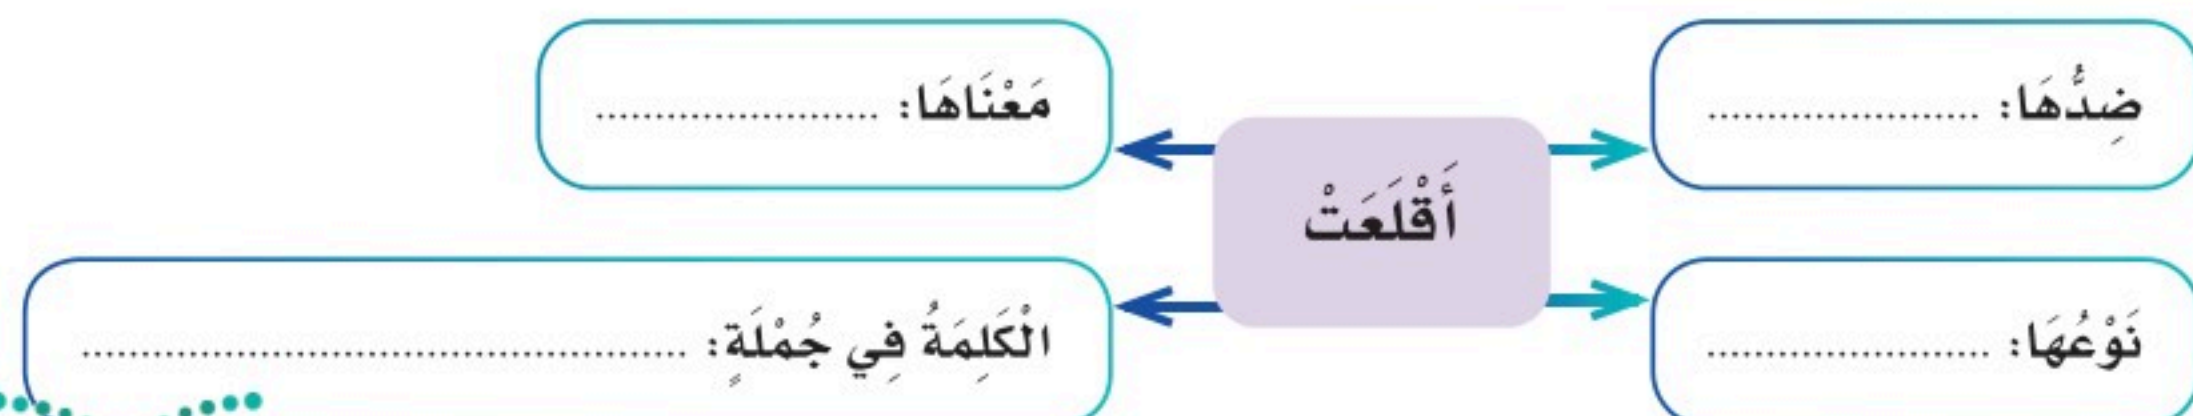 ضِدُّهَا: ......................
مَعْنَاهَا: ......................
أَقْلَعَتْ
نَوْعُهَا: ......................
الْكَلِمَةُ فِي جُمْلَةٍ: ................................................